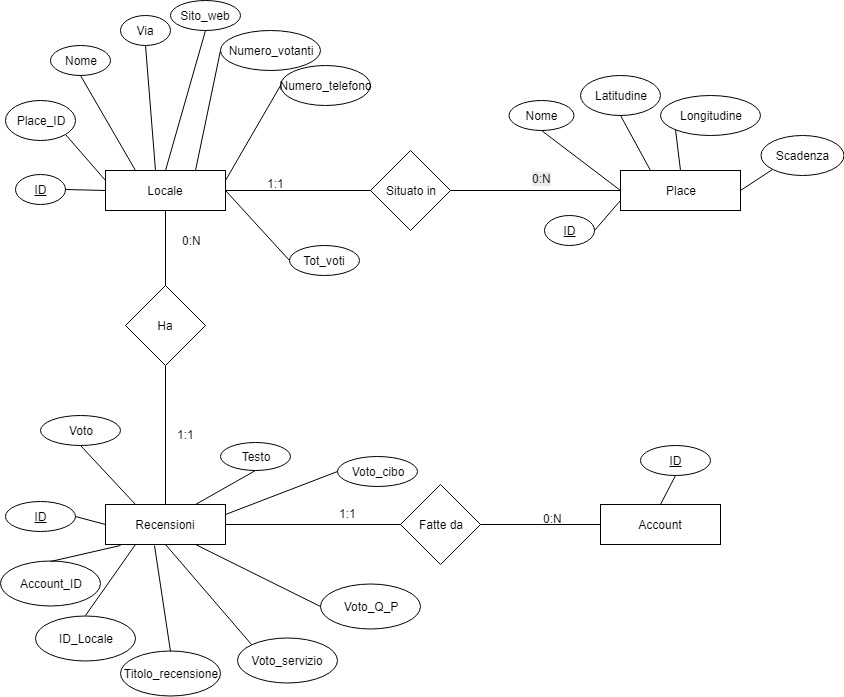 Sito_web
Via
Numero_votanti
Nome
Numero_telefono
Latitudine
Place_ID
Nome
Longitudine
Scadenza
ID
Locale
1:1
Situato in
0:N
Place
ID
0:N
Tot_voti
Ha
Voto
1:1
Testo
Voto_cibo
ID
ID
Recensioni
1:1
Fatte da
0:N
Account
Account_ID
Voto_Q_P
ID_Locale
Titolo_recensione
Voto_servizio